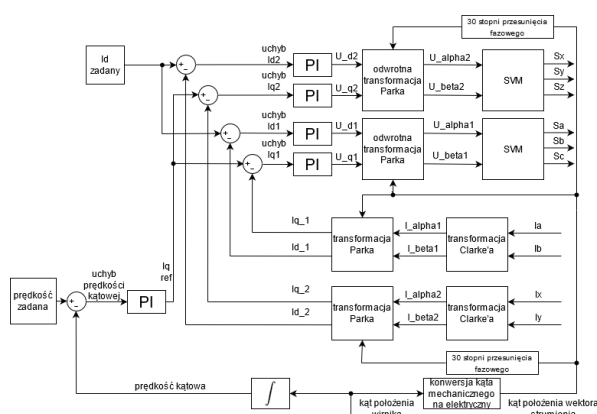 30 stopni przesunięcia
fazowego
Id
zadany
uchyb
Id2
PI
U_d2
odwrotna
transformacja
Parka
U_alpha2
U_beta2
SVM
Sx
Sy
Sz
uchyb
Iq2
PI
U_q2
uchyb
Id1
PI
U_d1
odwrotna
transformacja
Parka
U_alpha1
U_beta1
SVM
Sa
Sb
Sc
uchyb
Iq1
PI
U_q1
Iq_1
Id_1
transformacja
Parka
I_alpha1
I_beta1
transformacja
Clarke'a
Ia
Ib
Iq
ref
uchyb
prędkości
kątowej
prędkość
zadana
PI
Iq_2
Id_2
transformacja
Parka
I_alpha2
I_beta2
transformacja
Clarke'a
Ix
Iy
30 stopni przesunięcia
fazowego
prędkość kątowa
∫
konwersja kąta
mechanicznego
na elektryczny
kąt położenia
wirnika
kąt położenia wektora
strumienia